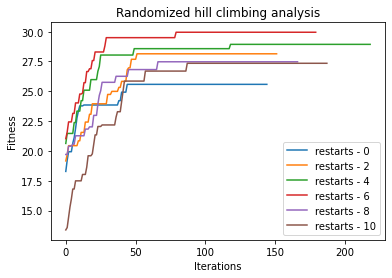 Randomized hill climbing analysis
Fitness
30.0
27.5
25.0
22.5
20.0
17.5
15.0
restarts - 0
restarts - 2
restarts - 4
restarts - 6
restarts - 8
restarts - 10
0
50
100
150
200
Iterations